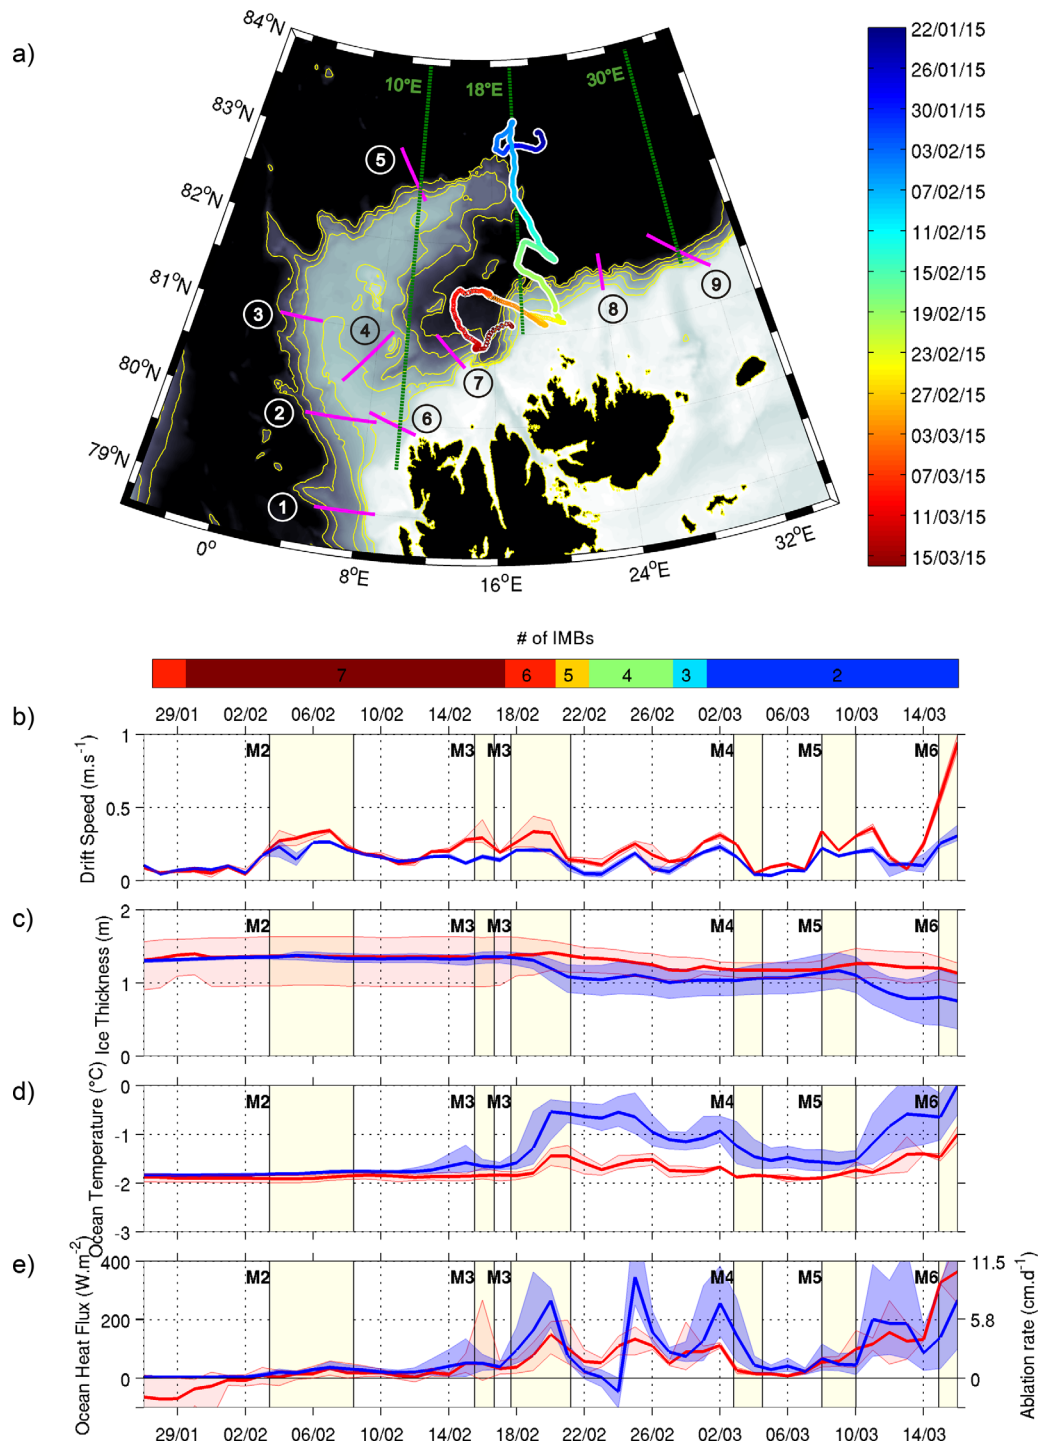 a)
84°N
83°N
82°N
81°N
80°N
79°N
10°E
18°E
30°E
5
3
4
2
1
6
7
8
9
0°
8°E
16°E
24°E
32°E
22/01/15
26/01/15
30/01/15
03/02/15
07/02/15
11/02/15
15/02/15
19/02/15
23/02/15
27/02/15
03/03/15
07/03/15
11/03/15
15/03/15
# of IMBs
7 6 5 4 3 2
b)
29/01 02/02 06/02 10/02 14/02 18/02 22/02 26/02 02/03 06/03 10/03 14/03
Drift Speed (m.s-1)
1
0.5
0
M2 M3 M3 M4 M5 M6
c)
Ice Thickness (m)
2
1
0
M2 M3 M3 M4 M5 M6
d)
Ocean Temperature (°C)
0
-1
-2
-3
M2 M3 M3 M4 M5 M6
e)
Ocean Heat Flux (W.m-2)
400
200
0
M2 M3 M3 M4 M5 M6
11.5
5.8
0
Ablation rate (cm.d-1)
29/01 02/02 06/02 10/02 14/02 18/02 22/02 26/02 02/03 06/03 10/03 14/03